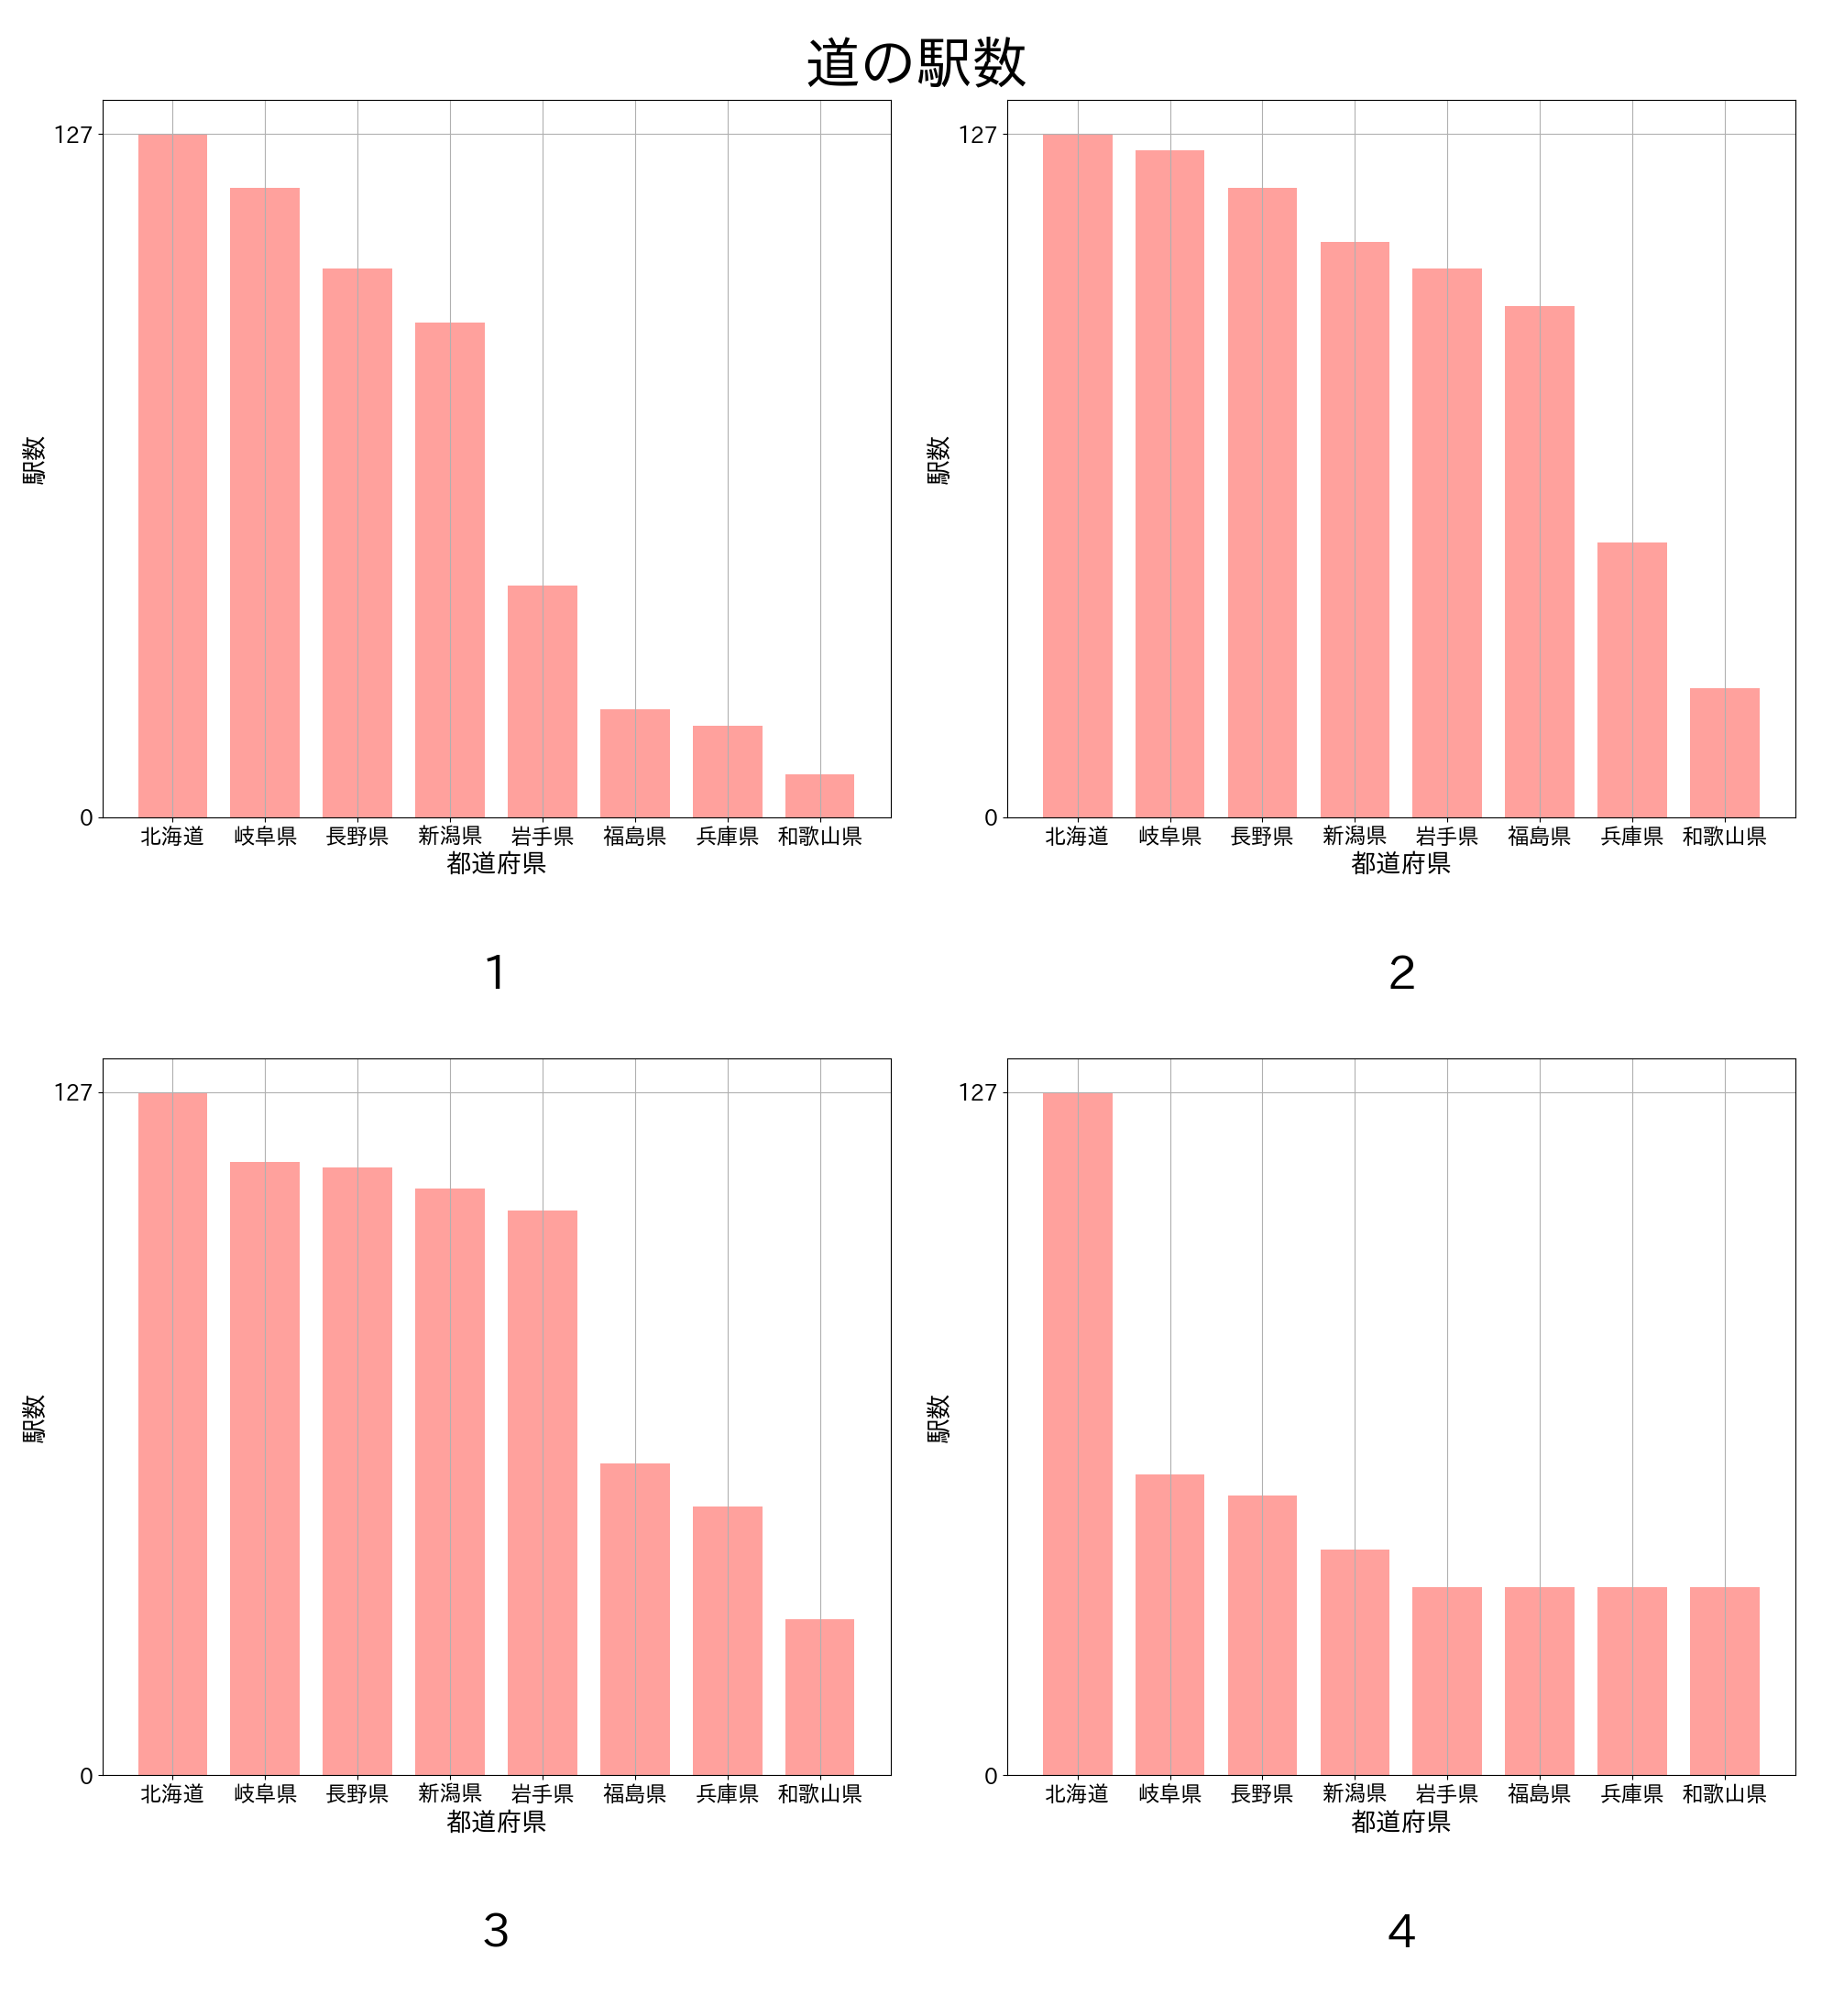 道の駅数
127
駅数
0
北海道 岐阜県 長野県 新潟県 岩手県 福島県 兵庫県 和歌山県
都道府県
1
127
駅数
0
北海道 岐阜県 長野県 新潟県 岩手県 福島県 兵庫県 和歌山県
都道府県
2
127
駅数
0
北海道 岐阜県 長野県 新潟県 岩手県 福島県 兵庫県 和歌山県
都道府県
3
127
駅数
0
北海道 岐阜県 長野県 新潟県 岩手県 福島県 兵庫県 和歌山県
都道府県
4